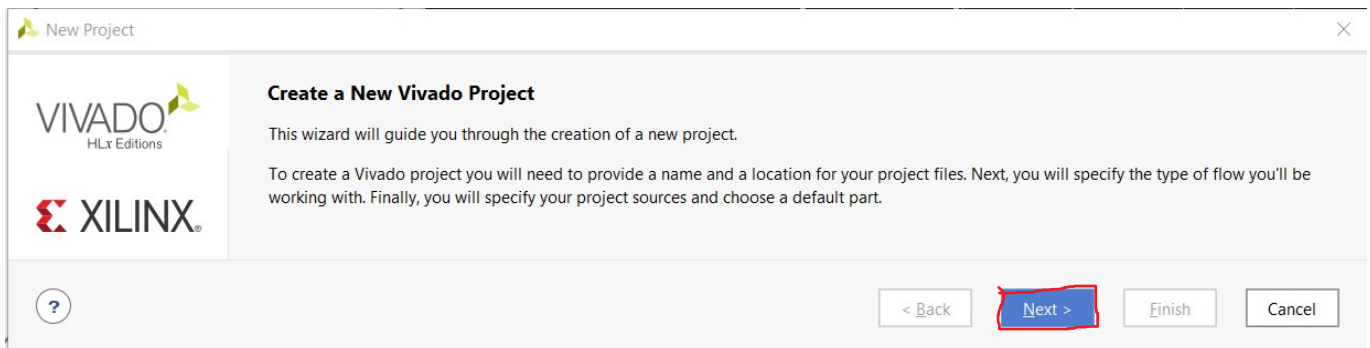 New Project
VIVADO
HLx Editions
XILINX
Create a New Vivado Project
This wizard will guide you through the creation of a new project.
To create a Vivado project you will need to provide a name and a location for your project files. Next, you will specify the type of flow you'll be
working with. Finally, you will specify your project sources and choose a default part.
?
< Back
Next >
Finish
Cancel